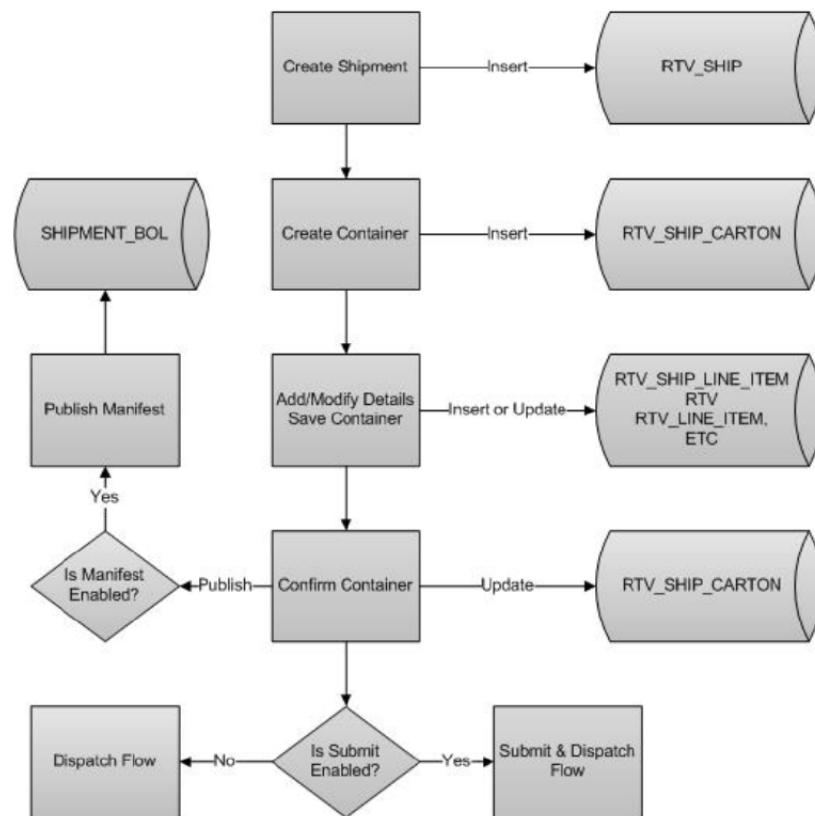 Create Shipment
Insert
RTV_SHIP
SHIPMENT_BOL
Create Container
Insert
RTV_SHIP_CARTON
Publish Manifest
Add/Modify Details
Save Container
Insert or Update
RTV_SHIP_LINE_ITEM
RTV
RTV_LINE_ITEM,
ETC
Yes
Is Manifest
Enabled?
Publish
Confirm Container
Update
RTV_SHIP_CARTON
Dispatch Flow
No
Is Submit
Enabled?
Yes
Submit & Dispatch
Flow